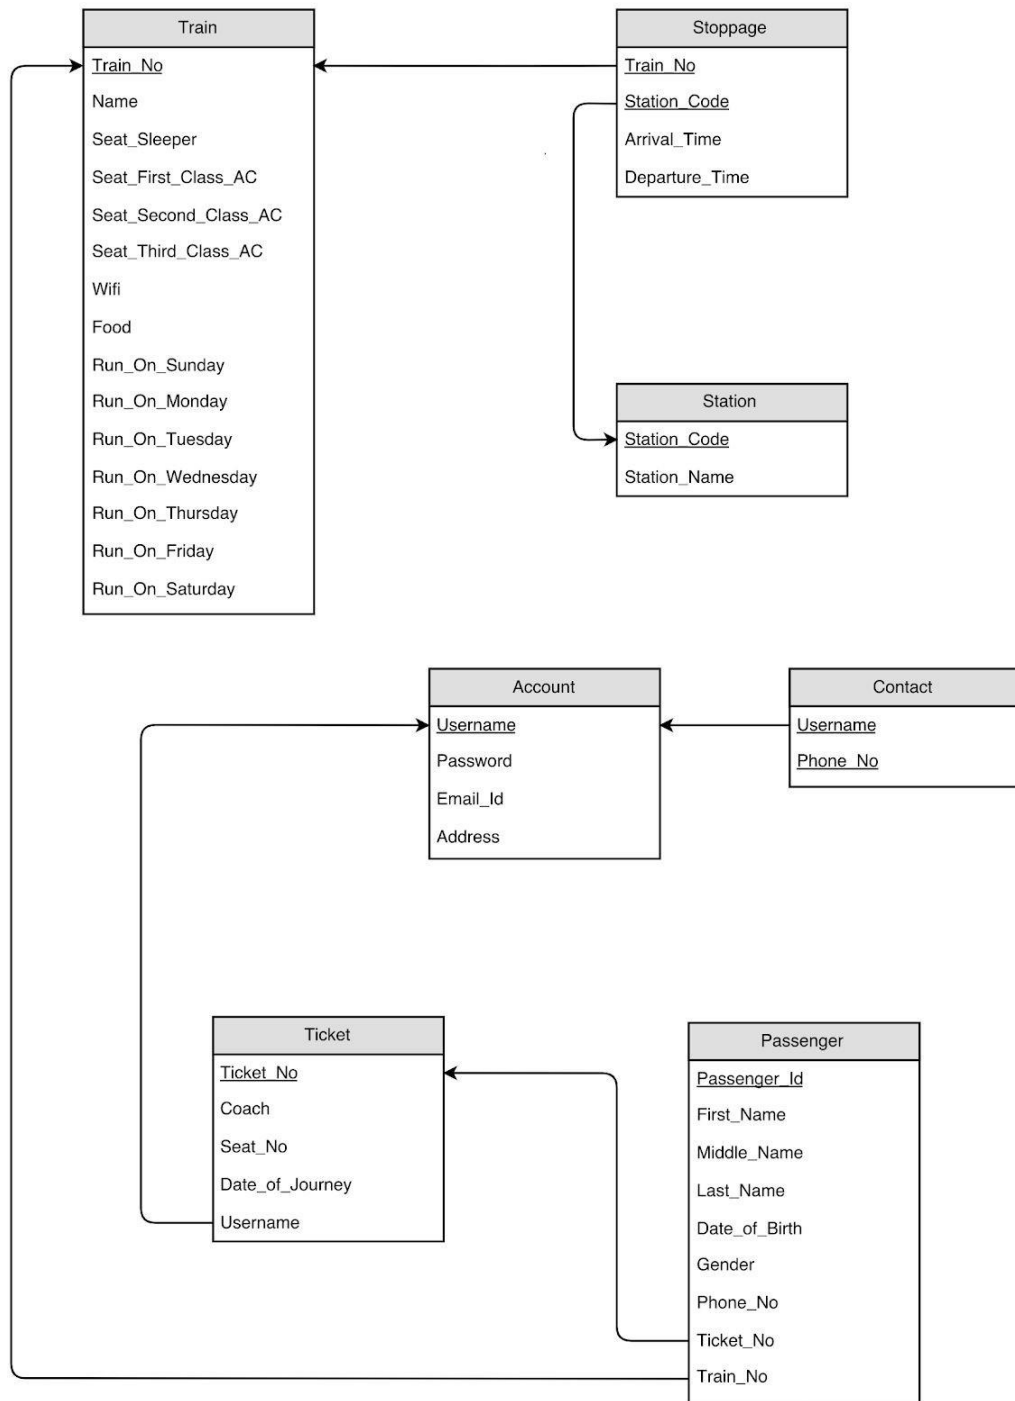 Train
Train_No
Name
Seat_Sleeper
Seat_First_Class_AC
Seat_Second_Class_AC
Seat_Third_Class_AC
Wifi
Food
Run_On_Sunday
Run_On_Monday
Run_On_Tuesday
Run_On_Wednesday
Run_On_Thursday
Run_On_Friday
Run_On_Saturday
Stoppage
Train_No
Station_Code
Arrival_Time
Departure_Time
Station
Station_Code
Station_Name
Account
Username
Password
Email_Id
Address
Contact
Username
Phone_No
Ticket
Ticket_No
Coach
Seat_No
Date_of_Journey
Username
Passenger
Passenger_Id
First_Name
Middle_Name
Last_Name
Date_of_Birth
Gender
Phone_No
Ticket_No
Train_No